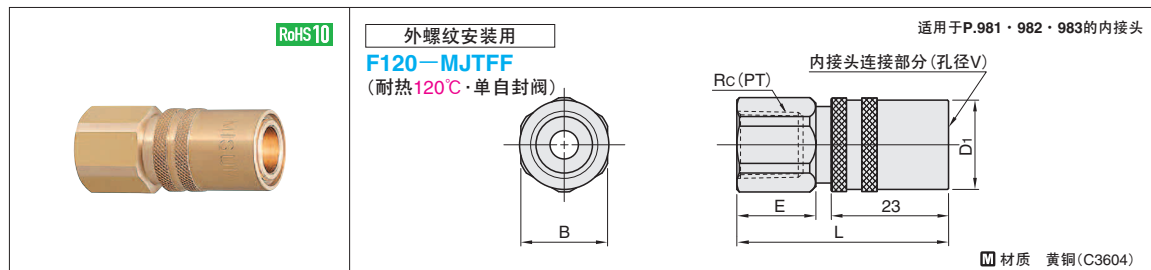 RoHS10
MISUMI
外螺纹安装用
F120－MJTFF
(耐热120℃·单自封阀)
适用于P.981・982・983的内接头
内接头连接部分(孔径V)
Rc(PT)
D1
E
23
B
L
M 材质 黄铜(C3604)